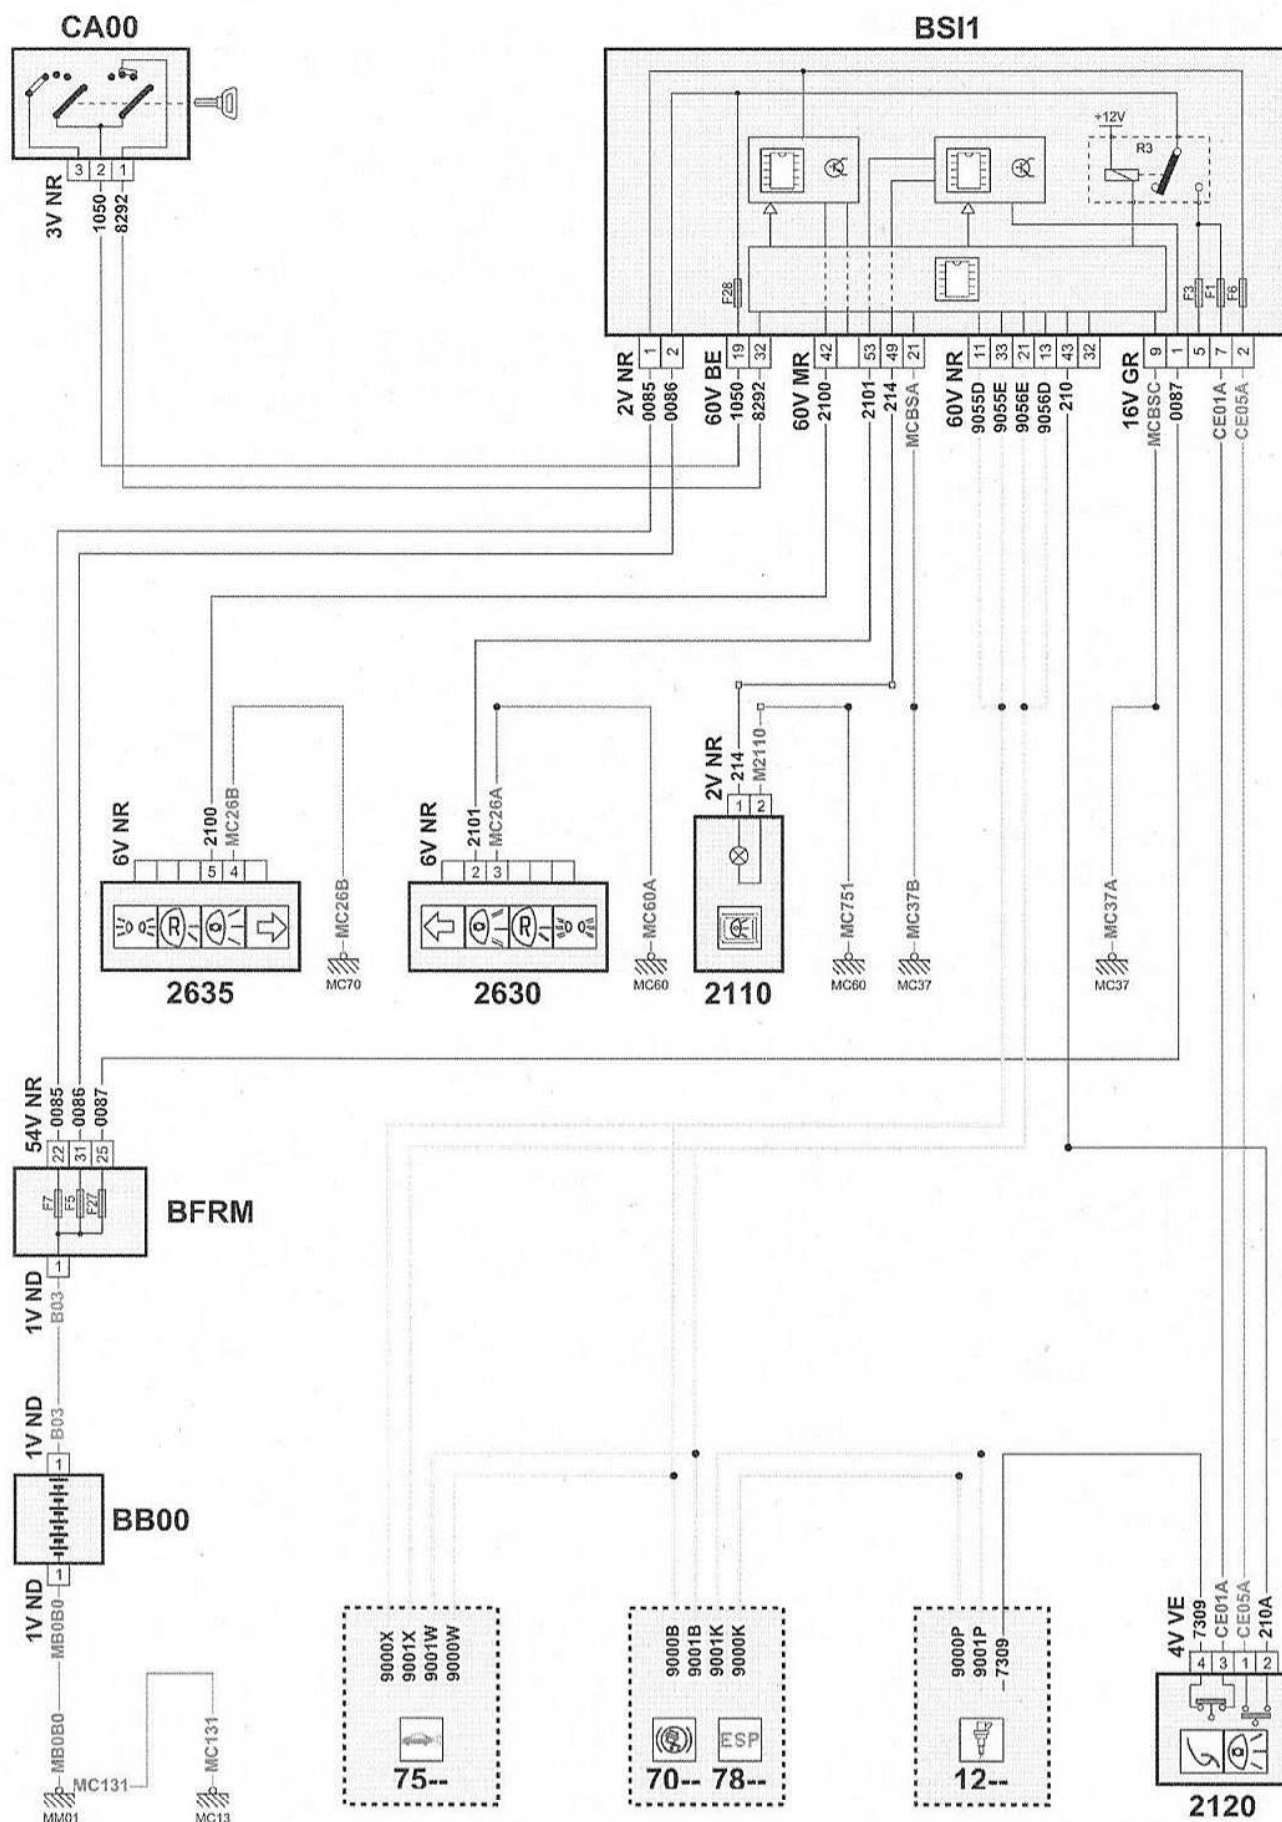 CA00
BSI1
+12V
R3
F28
F3
F1
F6
3 2 1
3V NR
1050
8292
1 2
19 32
42 53 49 21
11 33 21 13 43 32
9 1 5 7 2
2V NR
0085
0086
60V BE
1050
8292
60V MR
2100
2101
214
MCBSA
60V NR
9055D
9055E
9056E
9056D
210
16V GR
MCBSC
0087
CE01A
CE05A
6V NR
2100
MC26B
5 4
R
2635
MC26B
MC70
6V NR
2101
MC26A
2 3
R
2630
MC60A
MC60
2V NR
214
M2110
1 2
2110
MC751
MC60
MC37B
MC37
MC37A
MC37
54V NR
0085
0086
0087
22 31 25
F7
F5
F27
BFRM
1
1V ND
B03
1V ND
B03
1
BB00
1
1V ND
MB0B0
MB0B0
MC131
MC131
MM01
MC13
9000X
9001X
9001W
9000W
75--
9000B
9001B
9001K
9000K
ESP
70-- 78--
9000P
9001P
7309
12--
4V VE
7309
CE01A
CE05A
210A
4 3 1 2
2120